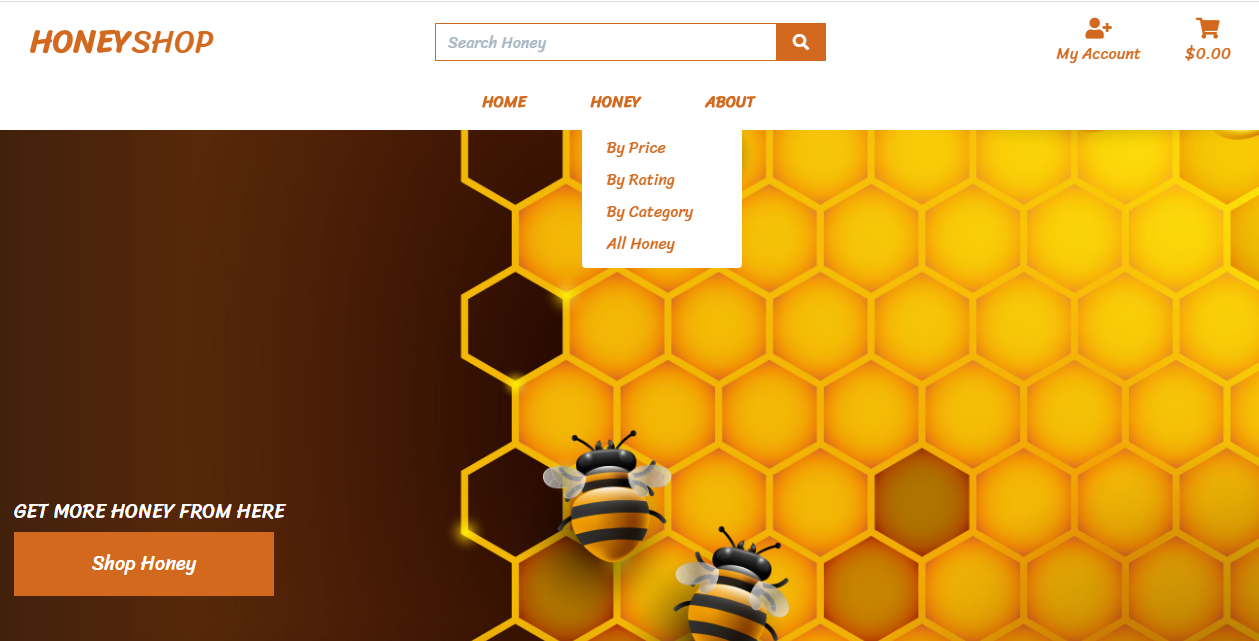 HONEYSHOP
Search Honey
My Account
$0.00
HOME
HONEY
ABOUT
By Price
By Rating
By Category
All Honey
GET MORE HONEY FROM HERE
Shop Honey